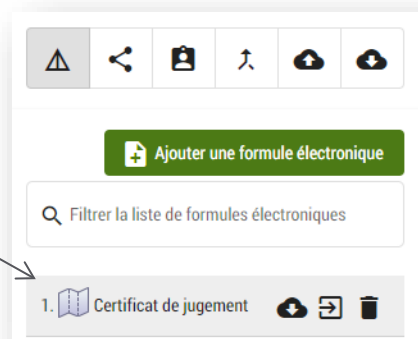 Ajouter une formule électronique
Filtrer la liste de formules électroniques
1. Certificat de jugement